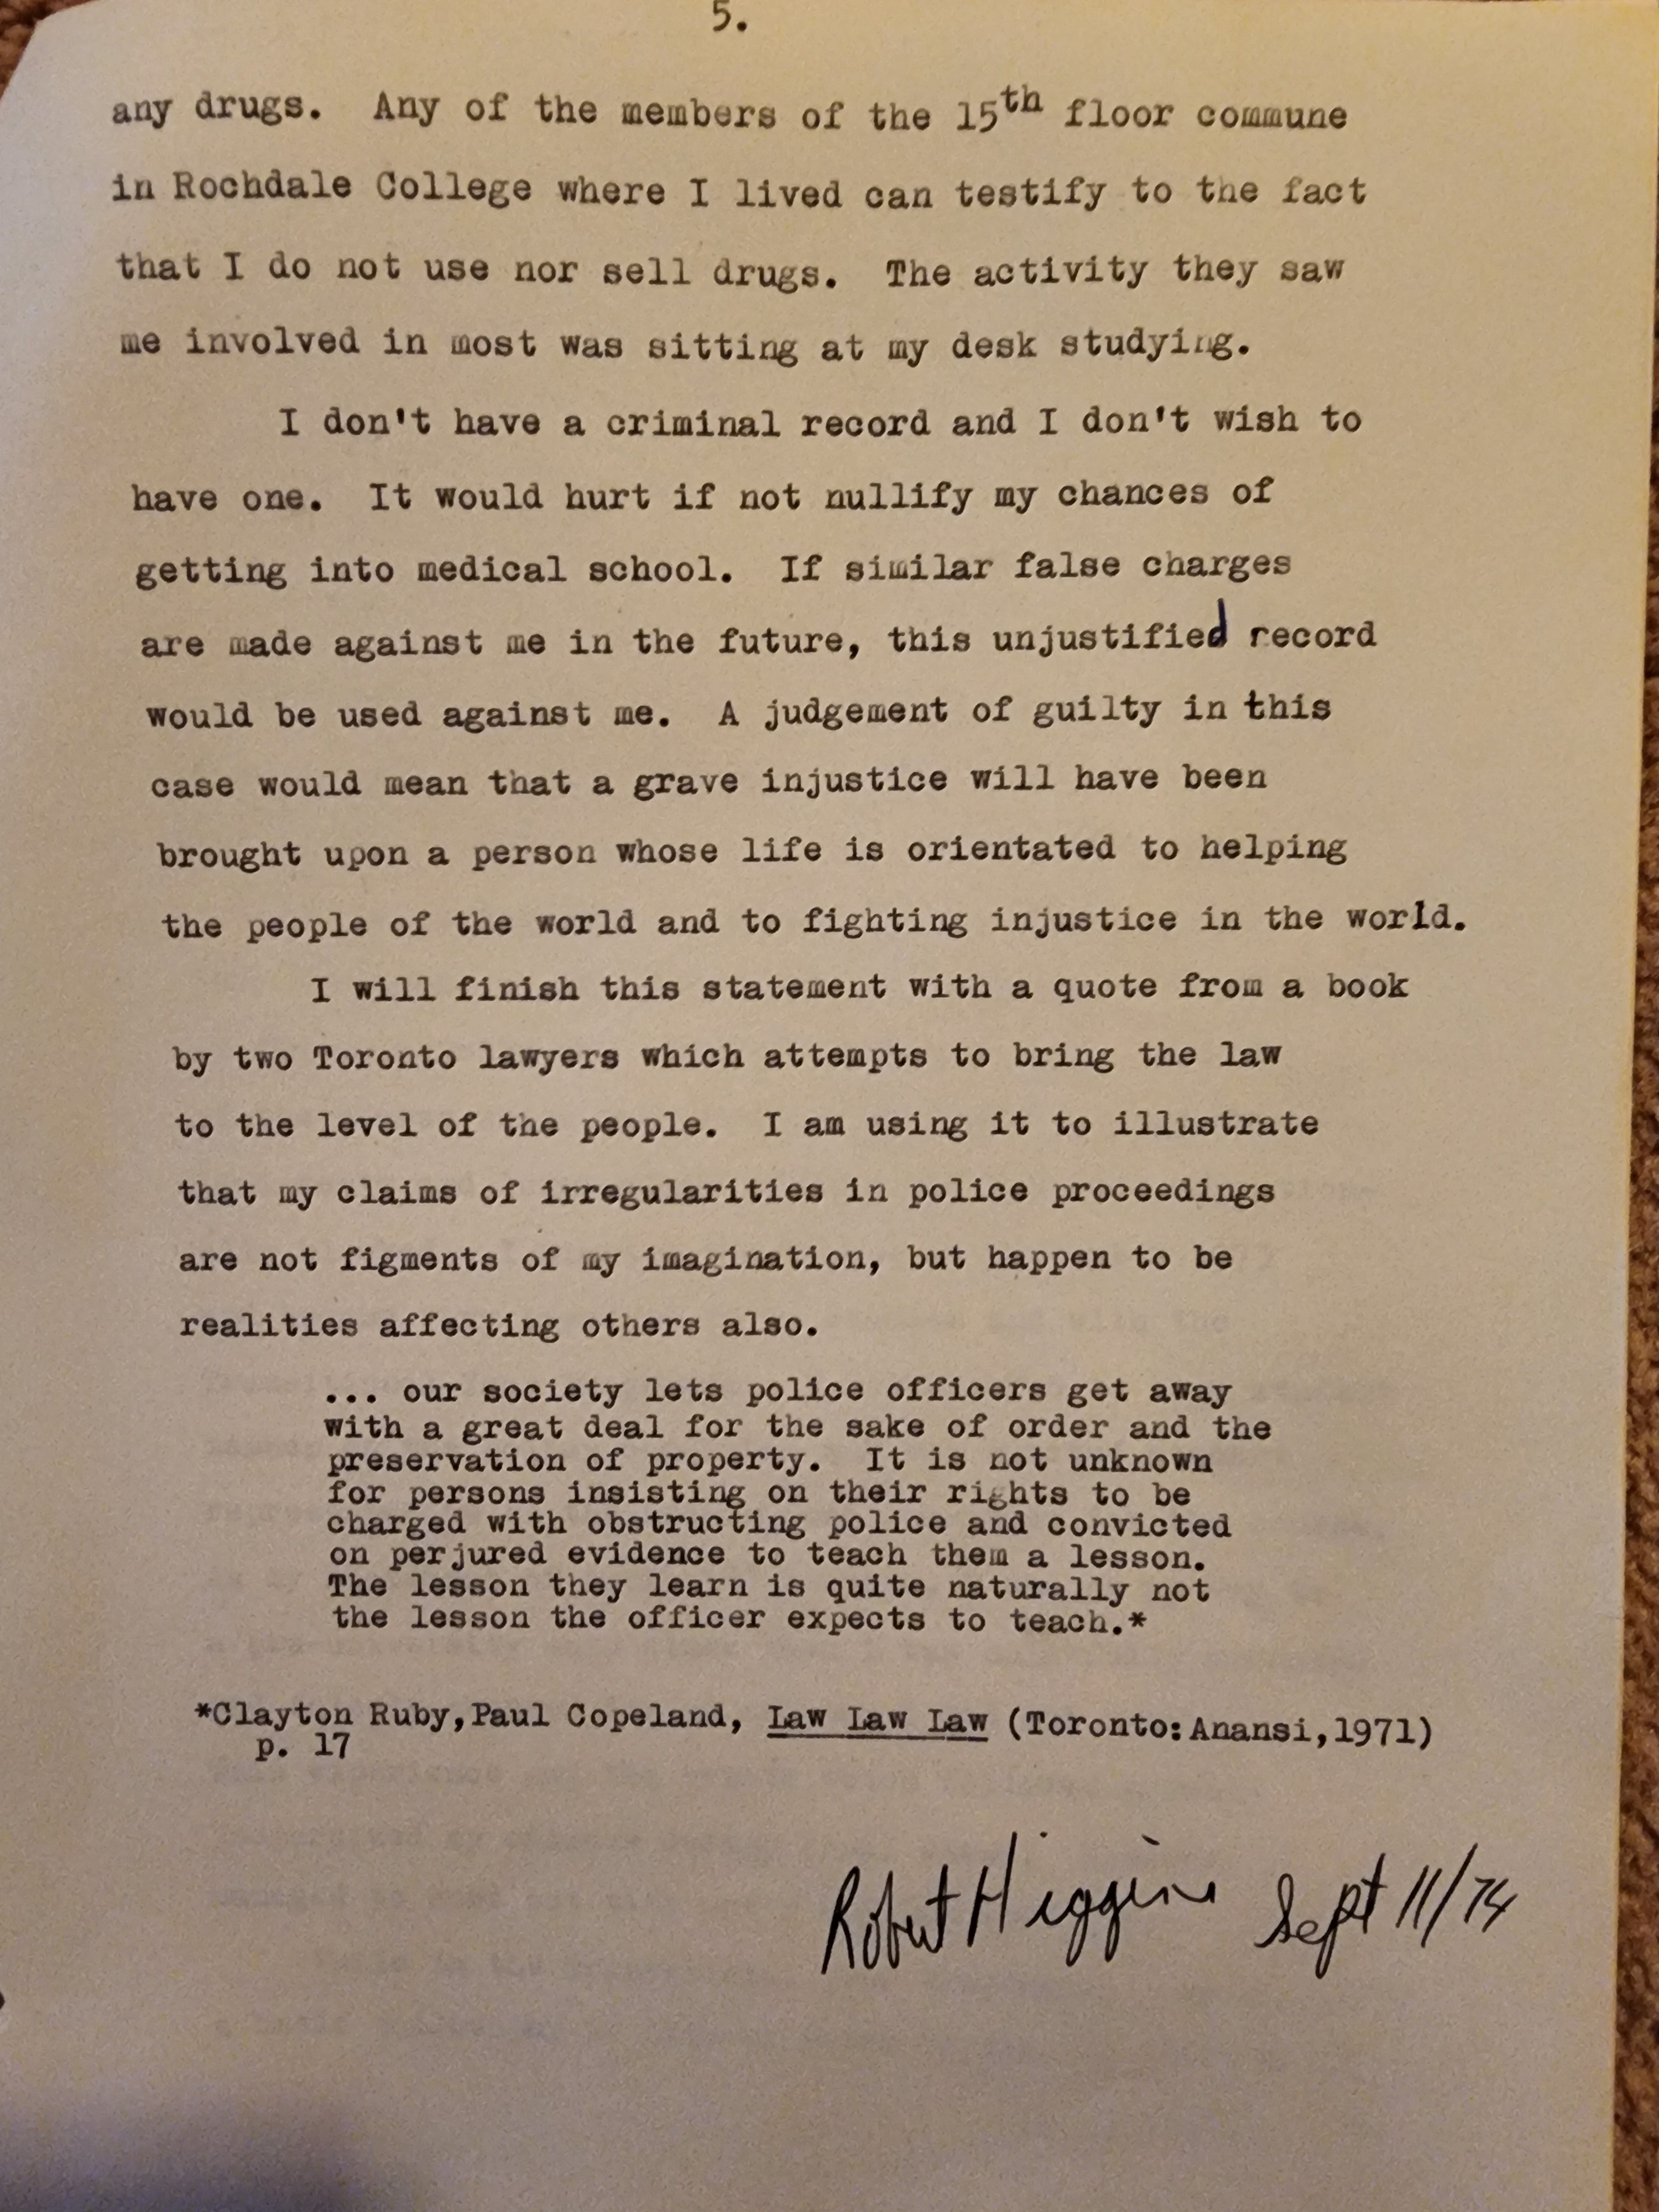 5.
any drugs.  Any of the members of the 15th floor commune
in Rochdale College where I lived can testify to the fact
that I do not use nor sell drugs.  The activity they saw
me involved in most was sitting at my desk studying.
I don't have a criminal record and I don't wish to
have one.  It would hurt if not nullify my chances of
getting into medical school.  If similar false charges
are made against me in the future, this unjustified record
would be used against me.  A judgement of guilty in this
case would mean that a grave injustice will have been
brought upon a person whose life is orientated to helping
the people of the world and to fighting injustice in the world.
I will finish this statement with a quote from a book
by two Toronto lawyers which attempts to bring the law
to the level of the people.  I am using it to illustrate
that my claims of irregularities in police proceedings
are not figments of my imagination, but happen to be
realities affecting others also.
... our society lets police officers get away
with a great deal for the sake of order and the
preservation of property.  It is not unknown
for persons insisting on their rights to be
charged with obstructing police and convicted
on perjured evidence to teach them a lesson.
The lesson they learn is quite naturally not
the lesson the officer expects to teach.*
*Clayton Ruby,Paul Copeland, Law Law Law (Toronto:Anansi,1971)
p. 17
Robert Higgins Sept 11/74